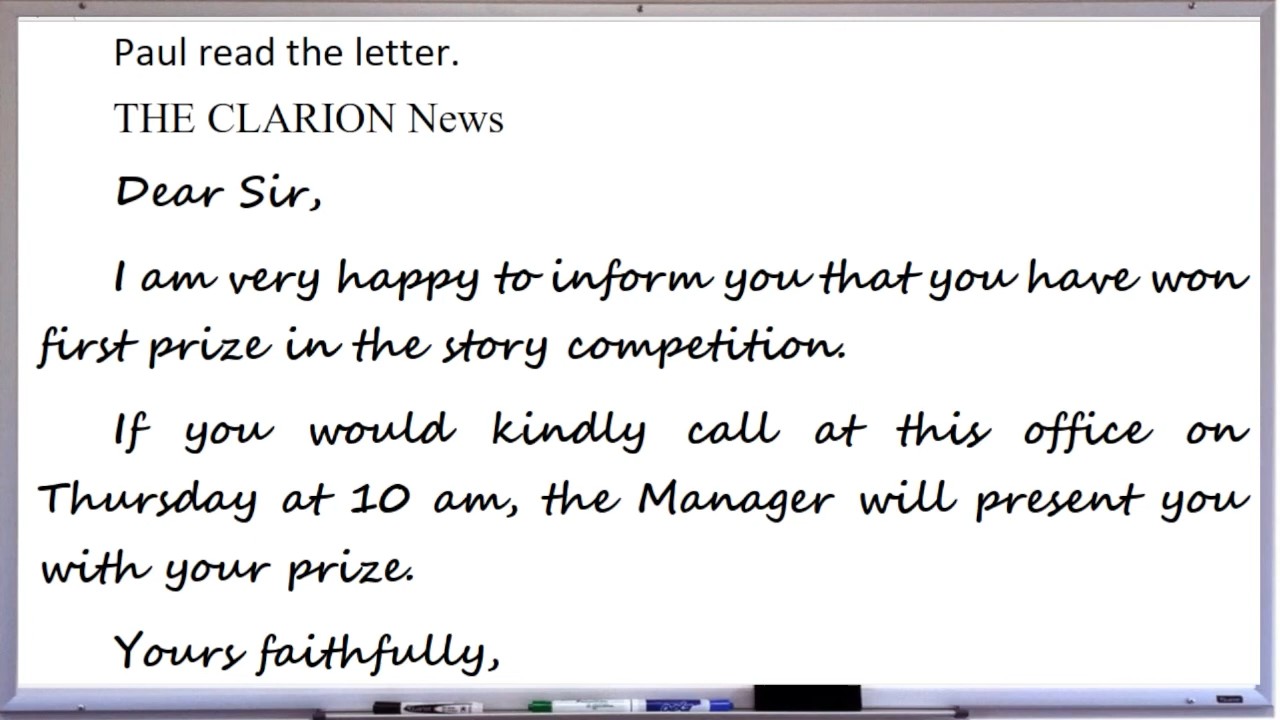 Paul read the letter.
THE CLARION News
Dear Sir,
I am very happy to inform you that you have won
first prize in the story competition.
If you would kindly call at this office on
Thursday at 10 am, the Manager will present you
with your prize.
Yours faithfully,